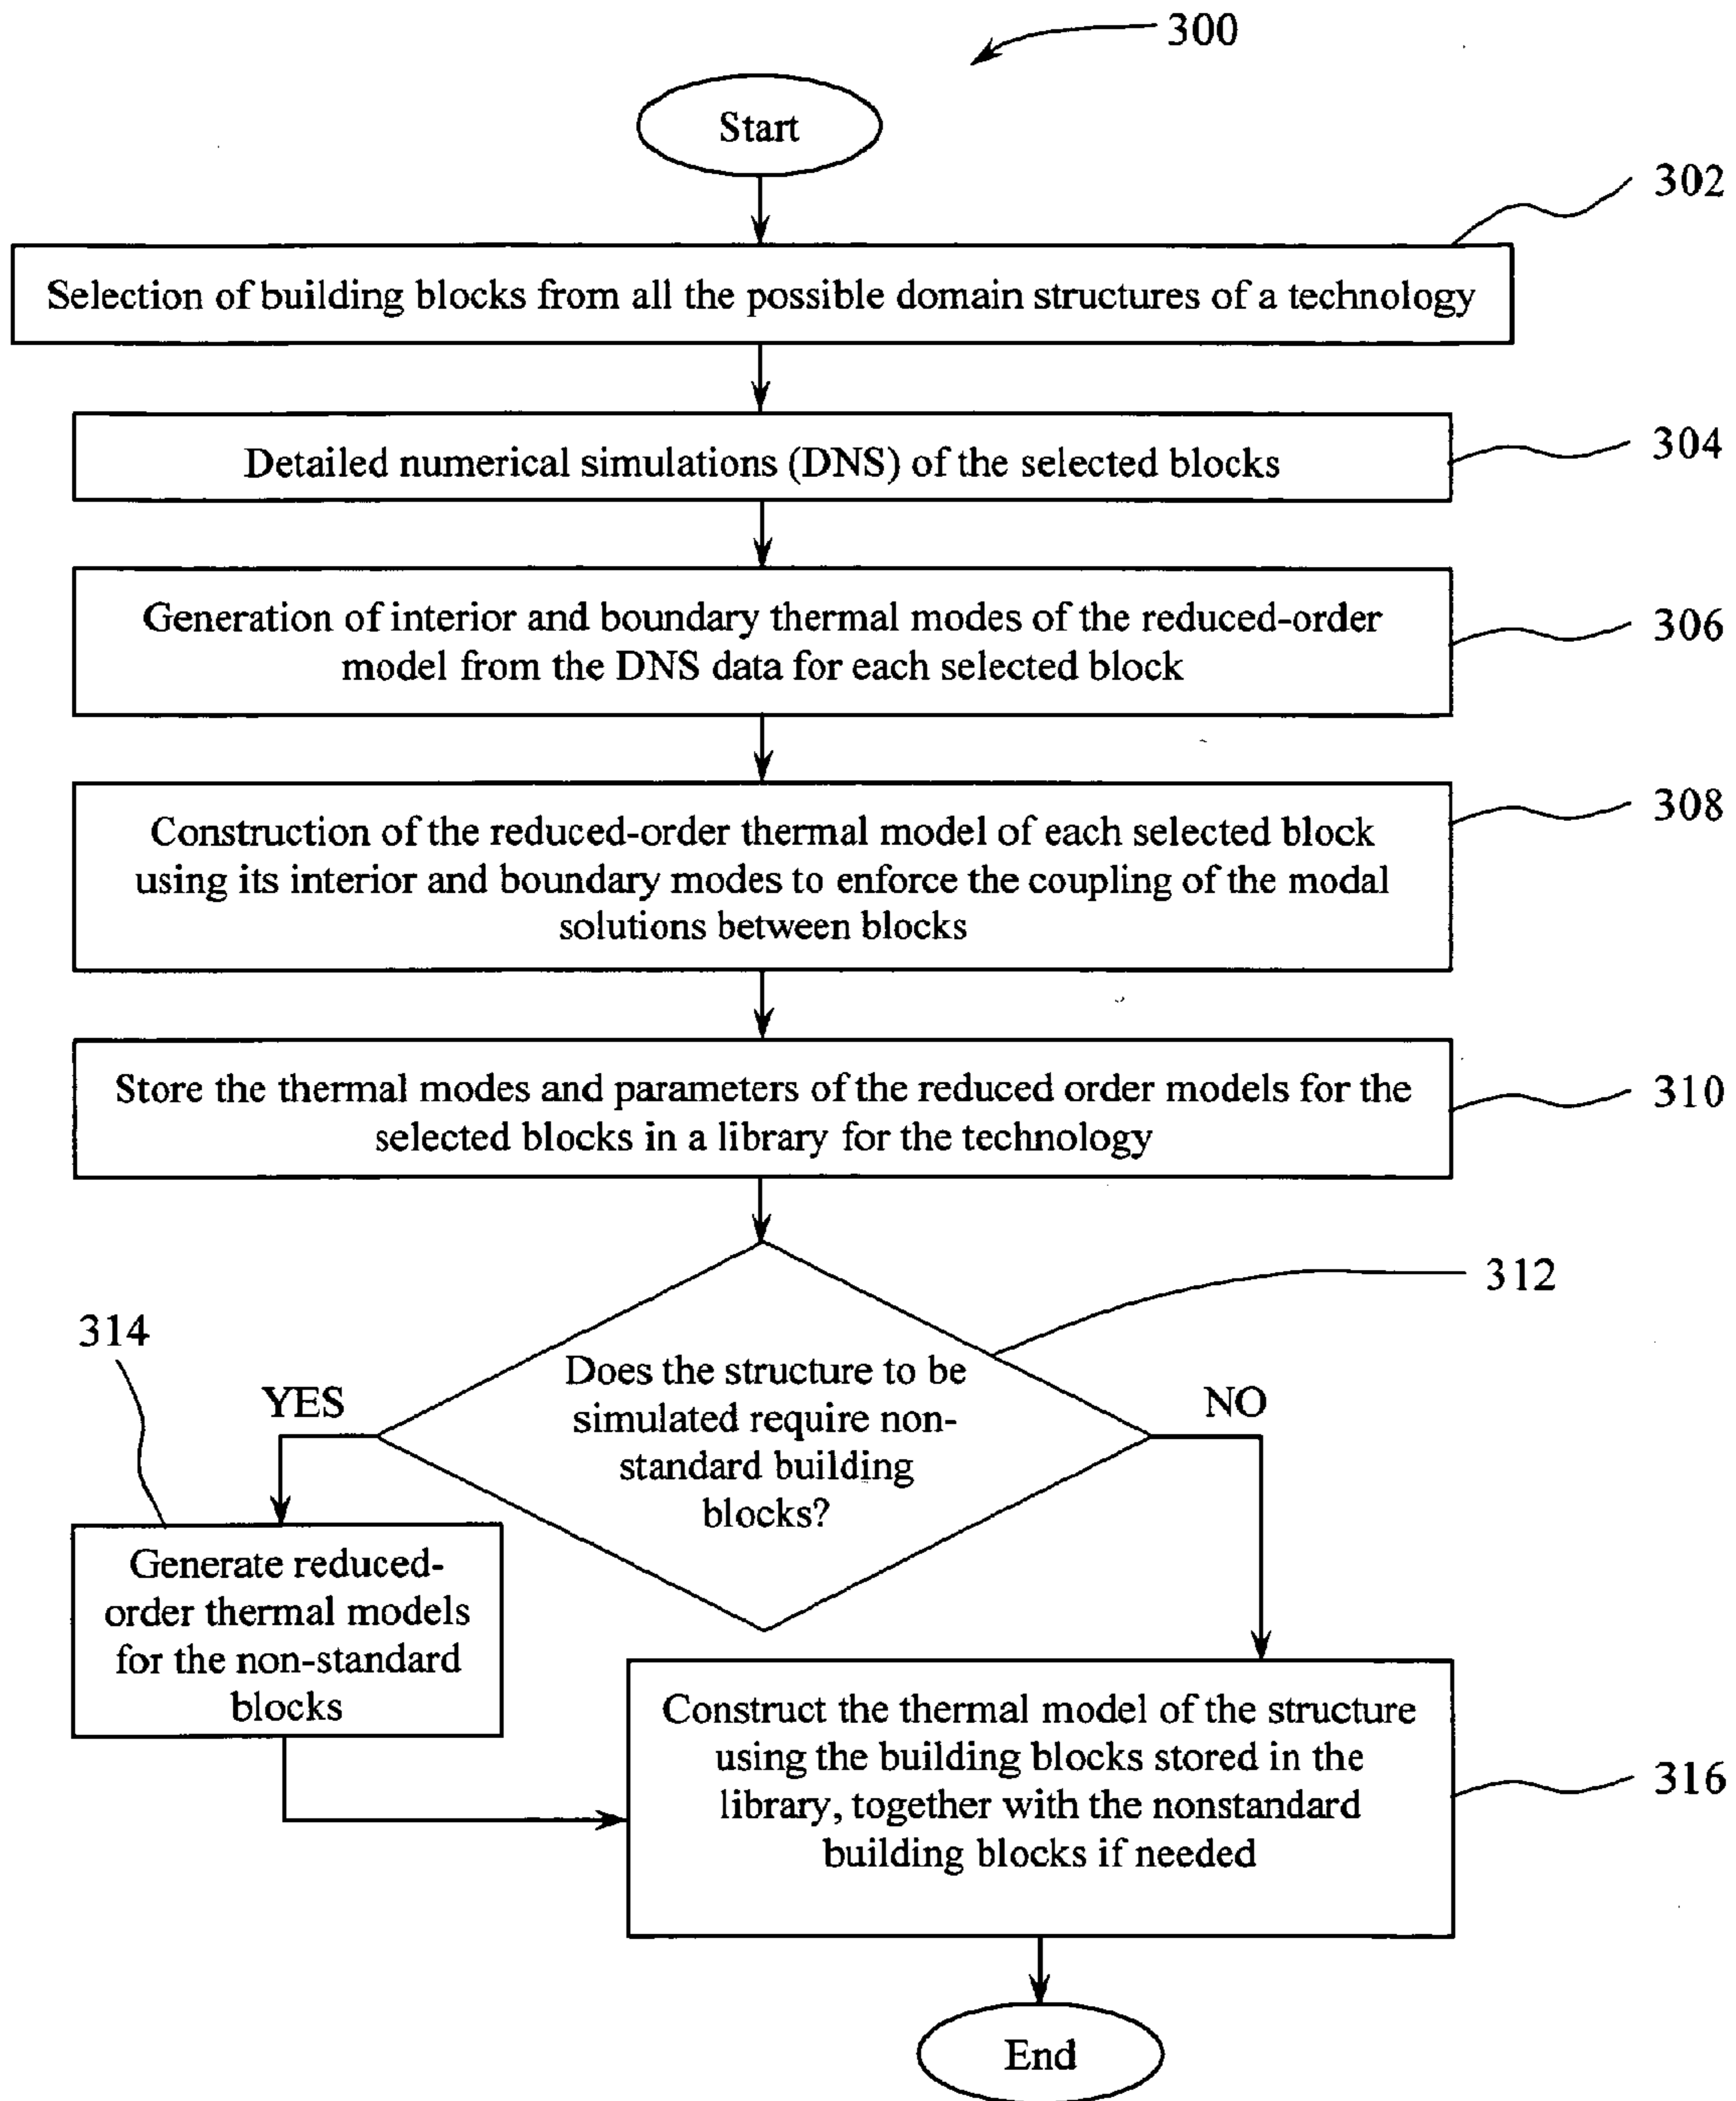 300
Start
302
Selection of building blocks from all the possible domain structures of a technology
304
Detailed numerical simulations (DNS) of the selected blocks
306
Generation of interior and boundary thermal modes of the reduced-order
model from the DNS data for each selected block
308
Construction of the reduced-order thermal model of each selected block
using its interior and boundary modes to enforce the coupling of the modal
solutions between blocks
310
Store the thermal modes and parameters of the reduced order models for the
selected blocks in a library for the technology
312
Does the structure to be
simulated require non-
standard building
blocks?
314
YES
NO
Generate reduced-
order thermal models
for the non-standard
blocks
Construct the thermal model of the structure
using the building blocks stored in the
library, together with the nonstandard
building blocks if needed
316
End